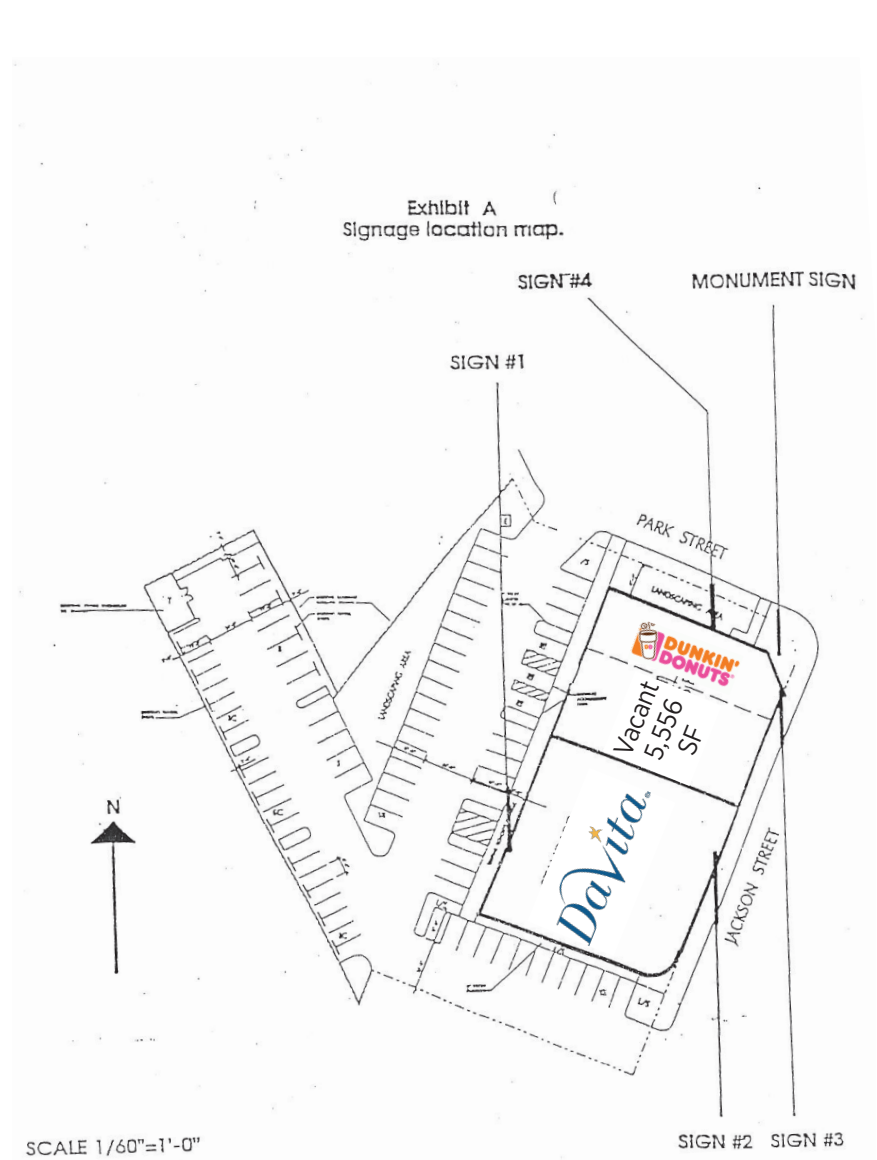 Exhibit A
Signage location map.
SIGN #4
MONUMENT SIGN
SIGN #1
PARK STREET
LANDSCAPING AREA
DUNKIN'
DONUTS
LANDSCAPING AREA
Vacant
5,556
SF
DaVita.
N
JACKSON STREET
SCALE 1/60"=1'-0"
SIGN #2
SIGN #3